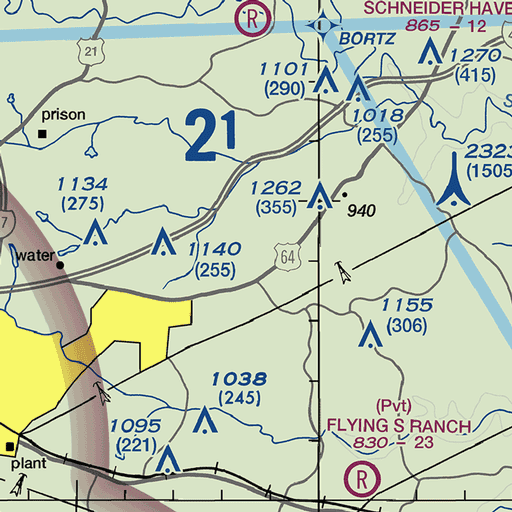 SCHNEIDER HAVE
865 - 12
R
BORTZ
21
1270
(415)
1101
(290)
prison
21
1018
(255)
2323
(1505
1134
(275)
1262
(355)
940
7
water
1140
(255)
64
1155
(306)
1038
(245)
(Pvt)
FLYING S RANCH
830 - 23
1095
(221)
plant
R